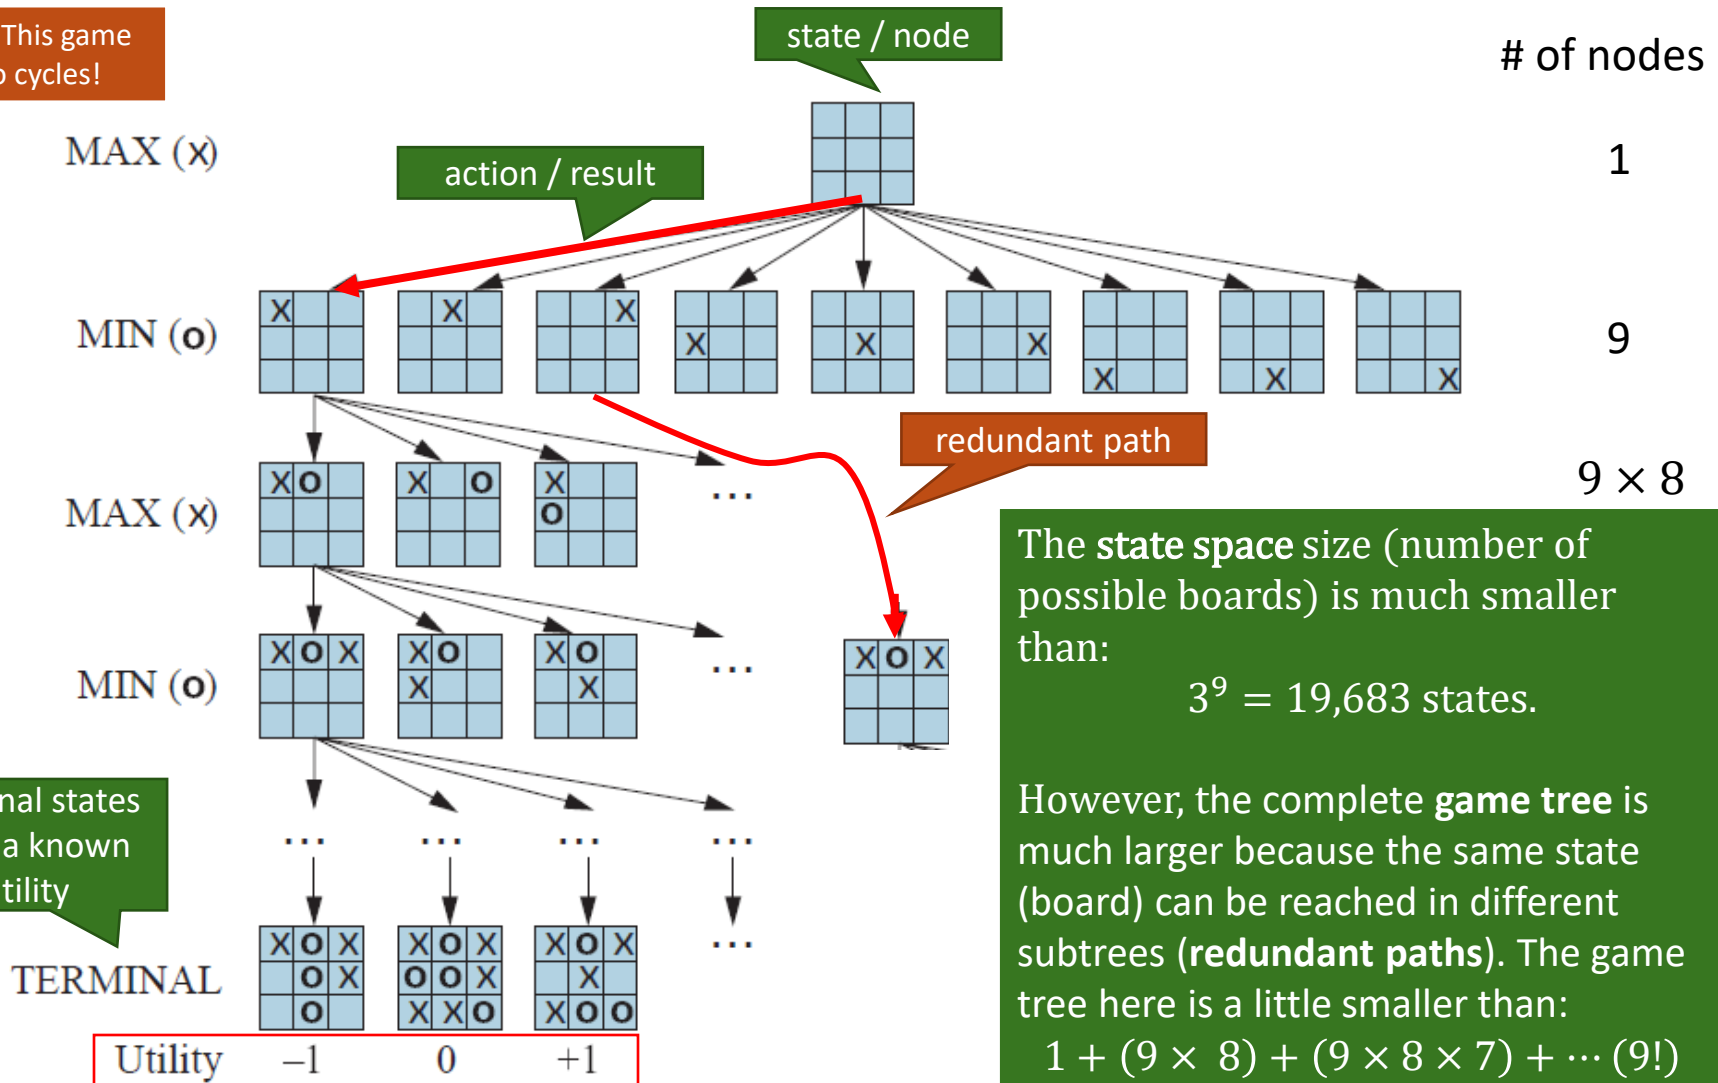 This game
o cycles!
state / node
# of nodes
MAX (x)
action / result
1
MIN (o)
X
X
X
X
X
X
X
X
X
9
redundant path
9 × 8
MAX (x)
X O
X O
X
O
...
The state space size (number of
possible boards) is much smaller
than:
3⁹ = 19,683 states.
MIN (o)
X O X
X O
X
X O
X
...
X O X
However, the complete game tree is
much larger because the same state
(board) can be reached in different
subtrees (redundant paths). The game
tree here is a little smaller than:
1 + (9 × 8) + (9 × 8 × 7) + ⋯ (9!)
nal states
a known
tility
... ... ... ...
TERMINAL
X O X
O X
O
X O X
O O X
X X O
X O X
X
X O O
...
Utility –1 0 +1